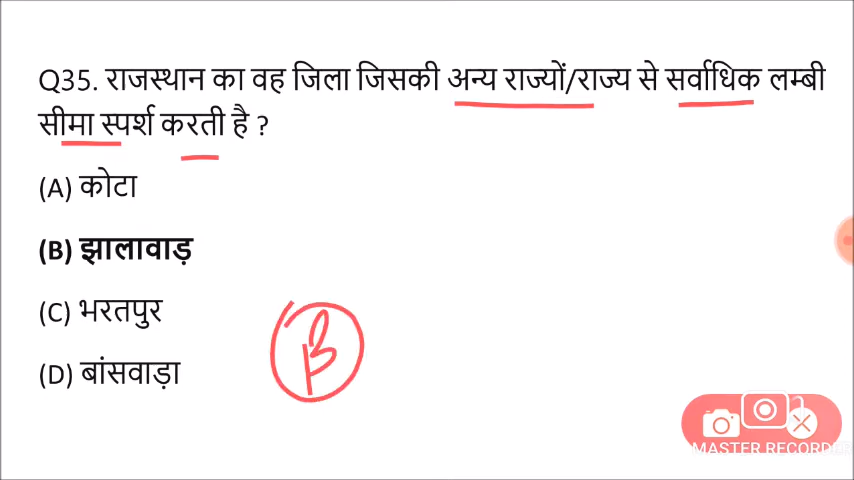 Q35. राजस्थान का वह जिला जिसकी अन्य राज्यों/राज्य से सर्वाधिक लम्बी
सीमा स्पर्श करती है ?
(A) कोटा
(B) झालावाड़
(C) भरतपुर
(D) बांसवाड़ा
B
MASTER RECORDER